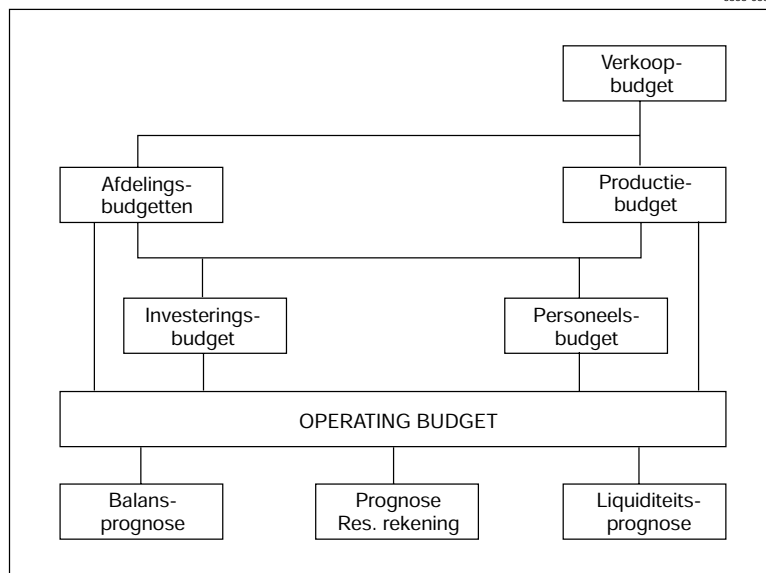 Verkoop-
budget
Afdelings-
budgetten
Productie-
budget
Investerings-
budget
Personeels-
budget
OPERATING BUDGET
Balans-
prognose
Prognose
Res. rekening
Liquiditeits-
prognose